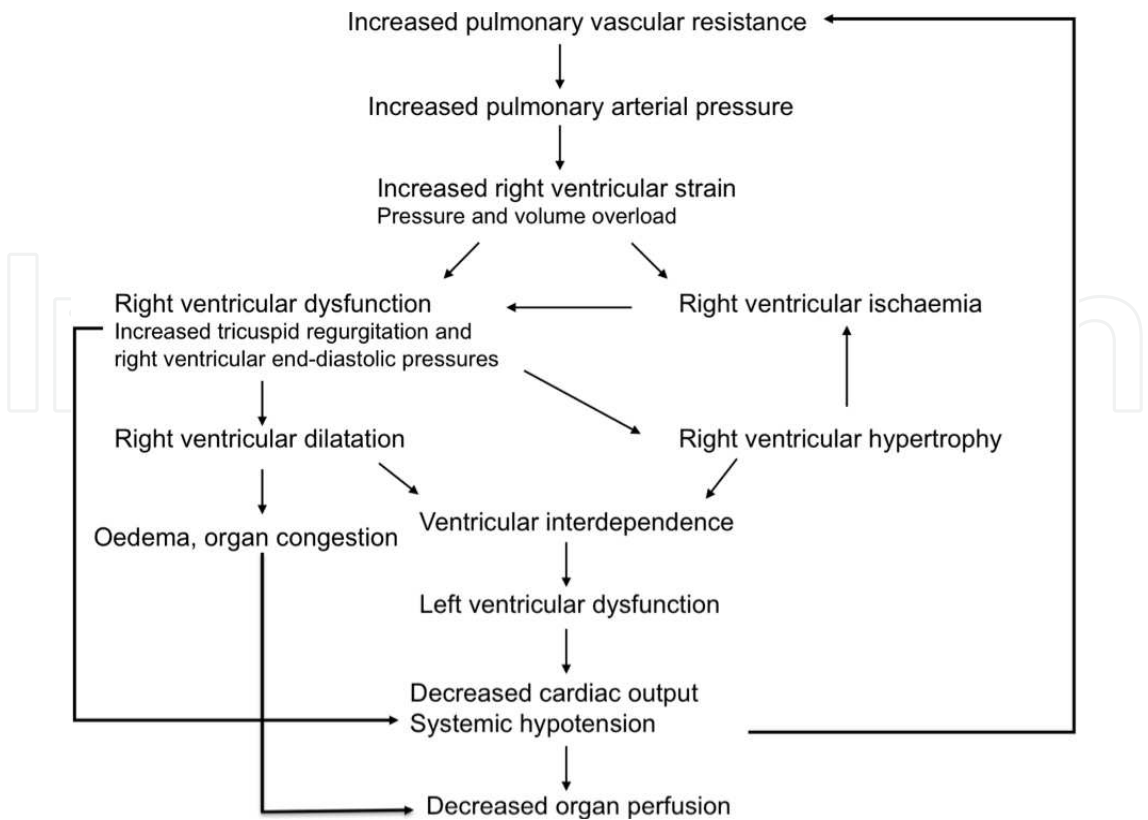 Increased pulmonary vascular resistance
Increased pulmonary arterial pressure
Increased right ventricular strain
Pressure and volume overload
Right ventricular dysfunction
Increased tricuspid regurgitation and
right ventricular end-diastolic pressures
Right ventricular ischaemia
Right ventricular dilatation
Right ventricular hypertrophy
Oedema, organ congestion
Ventricular interdependence
Left ventricular dysfunction
Decreased cardiac output
Systemic hypotension
Decreased organ perfusion